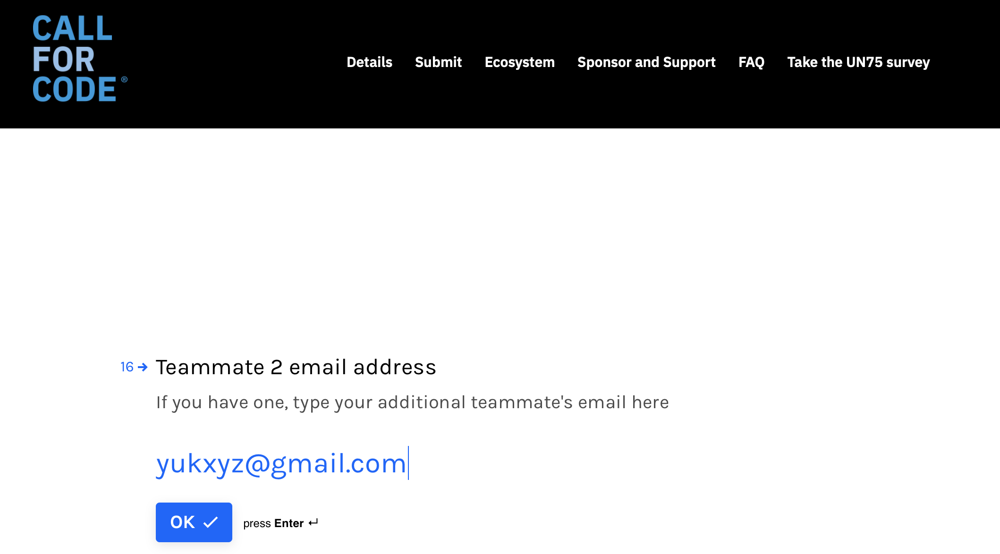 CALL
FOR
CODE ®
Details Submit Ecosystem Sponsor and Support FAQ Take the UN75 survey
16 → Teammate 2 email address
If you have one, type your additional teammate's email here
yukxyz@gmail.com
OK ✓ press Enter ↵